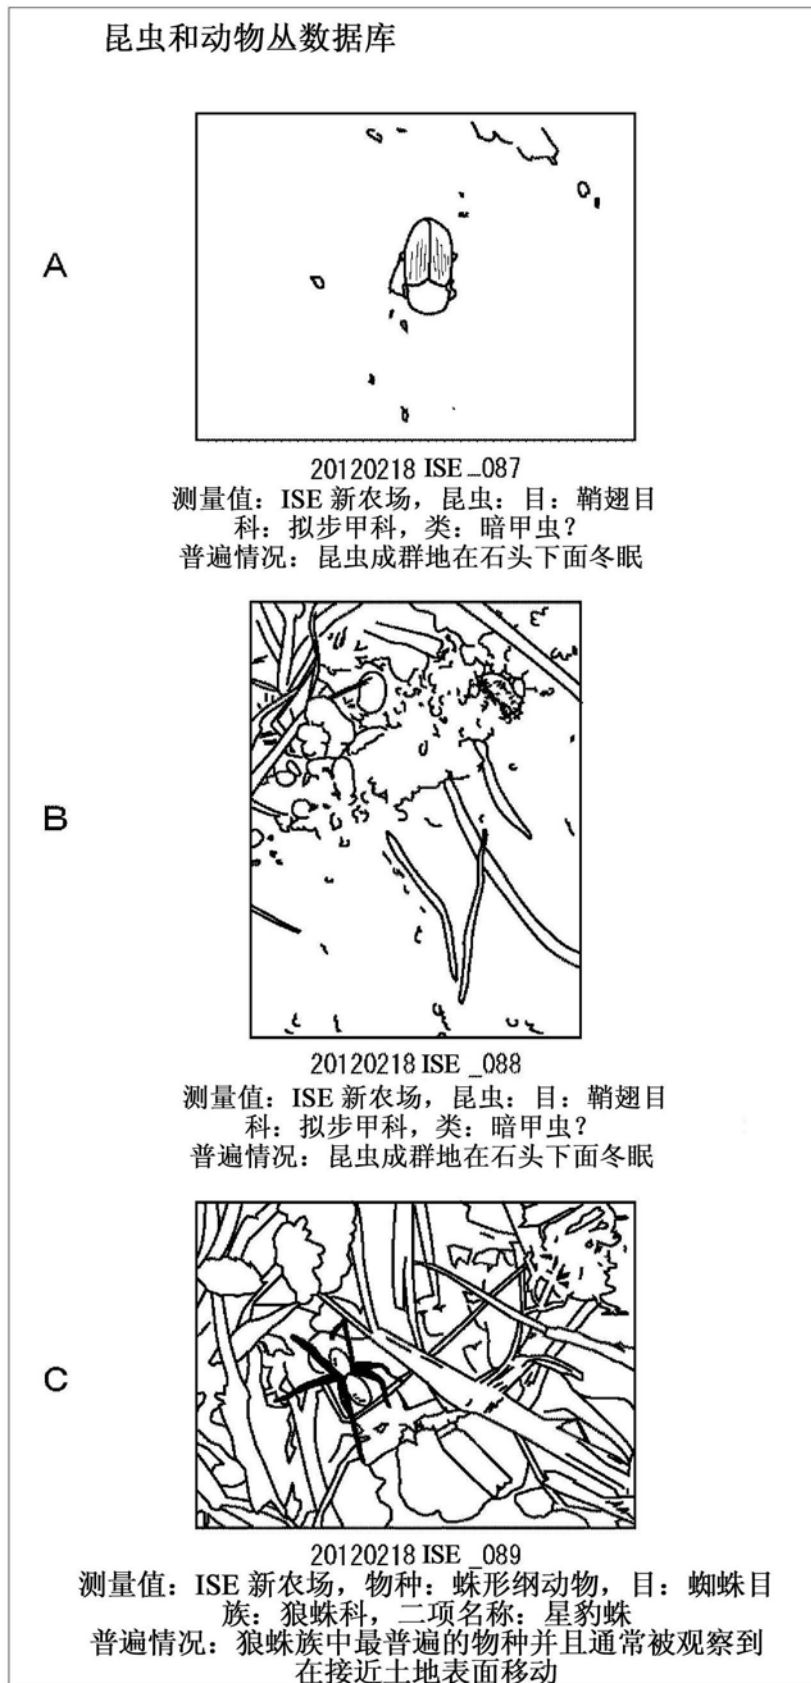 昆虫和动物丛数据库
A
20120218 ISE_087
测量值：ISE 新农场，昆虫：目：鞘翅目
科：拟步甲科，类：暗甲虫？
普遍情况：昆虫成群地在石头下面冬眠
B
20120218 ISE_088
测量值：ISE 新农场，昆虫：目：鞘翅目
科：拟步甲科，类：暗甲虫？
普遍情况：昆虫成群地在石头下面冬眠
C
20120218 ISE_089
测量值：ISE 新农场，物种：蛛形纲动物，目：蜘蛛目
族：狼蛛科，二项名称：星豹蛛
普遍情况：狼蛛族中最普遍的物种并且通常被观察到
在接近土地表面移动